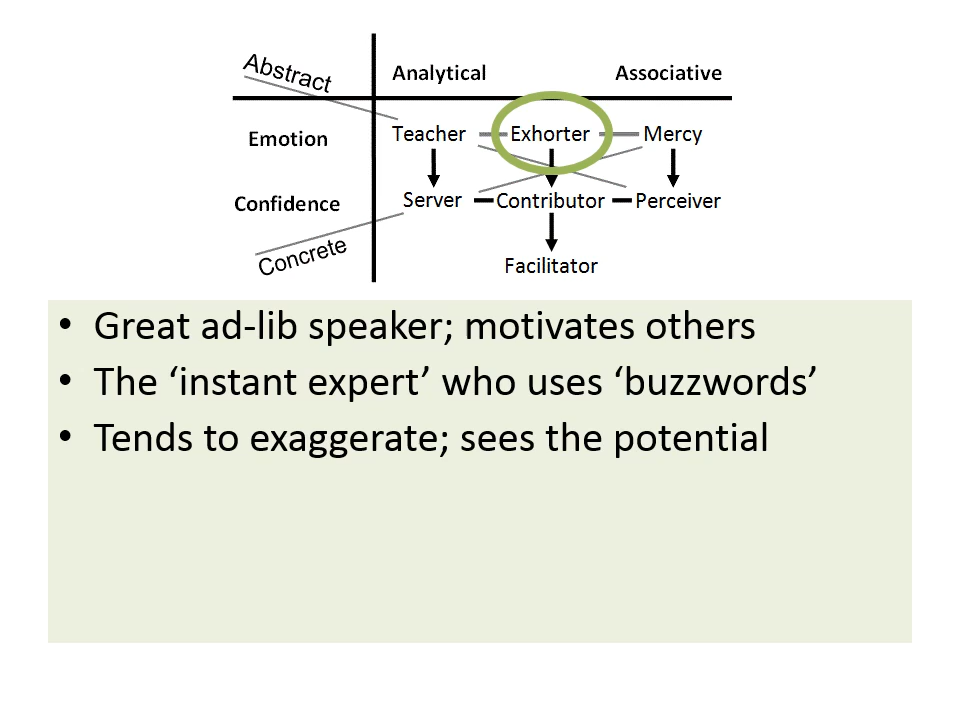 Abstract
Analytical Associative
Emotion Teacher Exhorter Mercy
Confidence Server Contributor Perceiver
Concrete
Facilitator
• Great ad-lib speaker; motivates others
• The ‘instant expert’ who uses ‘buzzwords’
• Tends to exaggerate; sees the potential